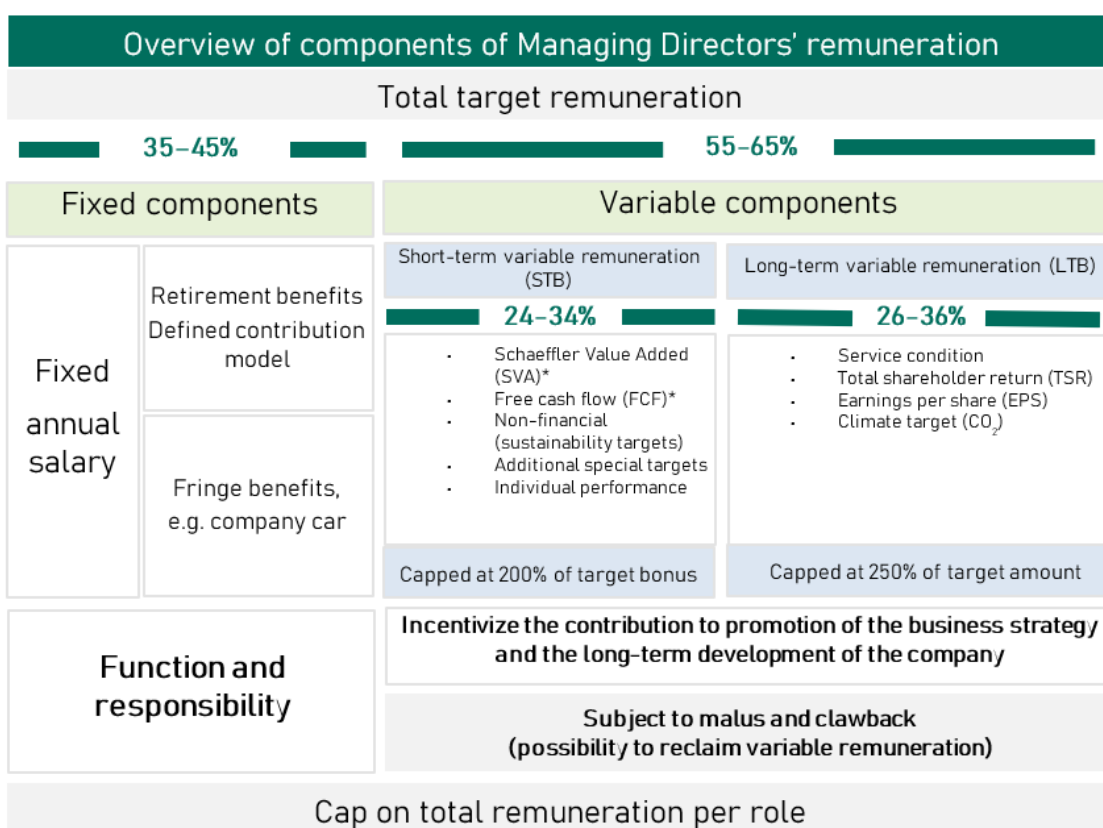 Overview of components of Managing Directors' remuneration
Total target remuneration
35–45%
55-65%
Fixed components
Variable components
Fixed
annual
salary
Retirement benefits
Defined contribution
model
Fringe benefits,
e.g. company car
Short-term variable remuneration
(STB)
24–34%
• Schaeffler Value Added
(SVA)*
• Free cash flow (FCF)*
• Non-financial
(sustainability targets)
• Additional special targets
• Individual performance
Capped at 200% of target bonus
Long-term variable remuneration (LTB)
26–36%
• Service condition
• Total shareholder return (TSR)
• Earnings per share (EPS)
• Climate target (CO₂)
Capped at 250% of target amount
Function and
responsibility
Incentivize the contribution to promotion of the business strategy
and the long-term development of the company
Subject to malus and clawback
(possibility to reclaim variable remuneration)
Cap on total remuneration per role